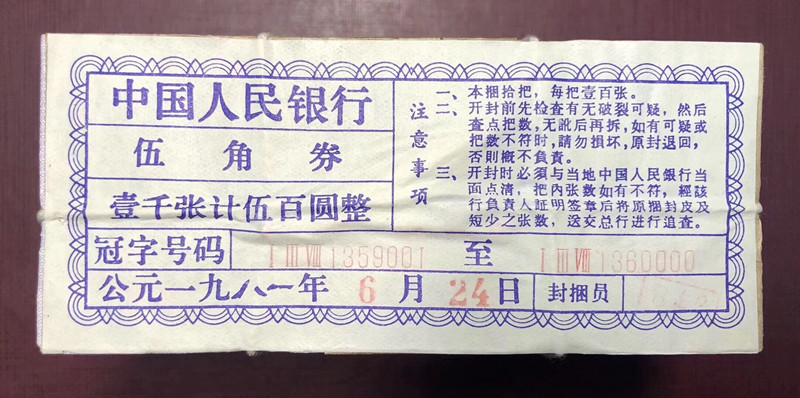 中国人民银行
伍角券
壹千张计伍百圆整
注意事项
一、本捆拾把，每把壹百张。
二、开封前先检查有无破裂可疑，然后
查点把数，无訛后再拆，如有可疑或
把数不符时，請勿損坏，原封退回，
否則概不負責。
三、开封时必须与当地中国人民银行当
面点清，把内张数如有不符，經該
行負責人証明签章后将原捆封皮及
短少之张数，送交总行进行追查。
冠字号码 I III VIII 1359001 至 I III VIII 1360000
公元一九八一年 6 月 24 日 封捆员